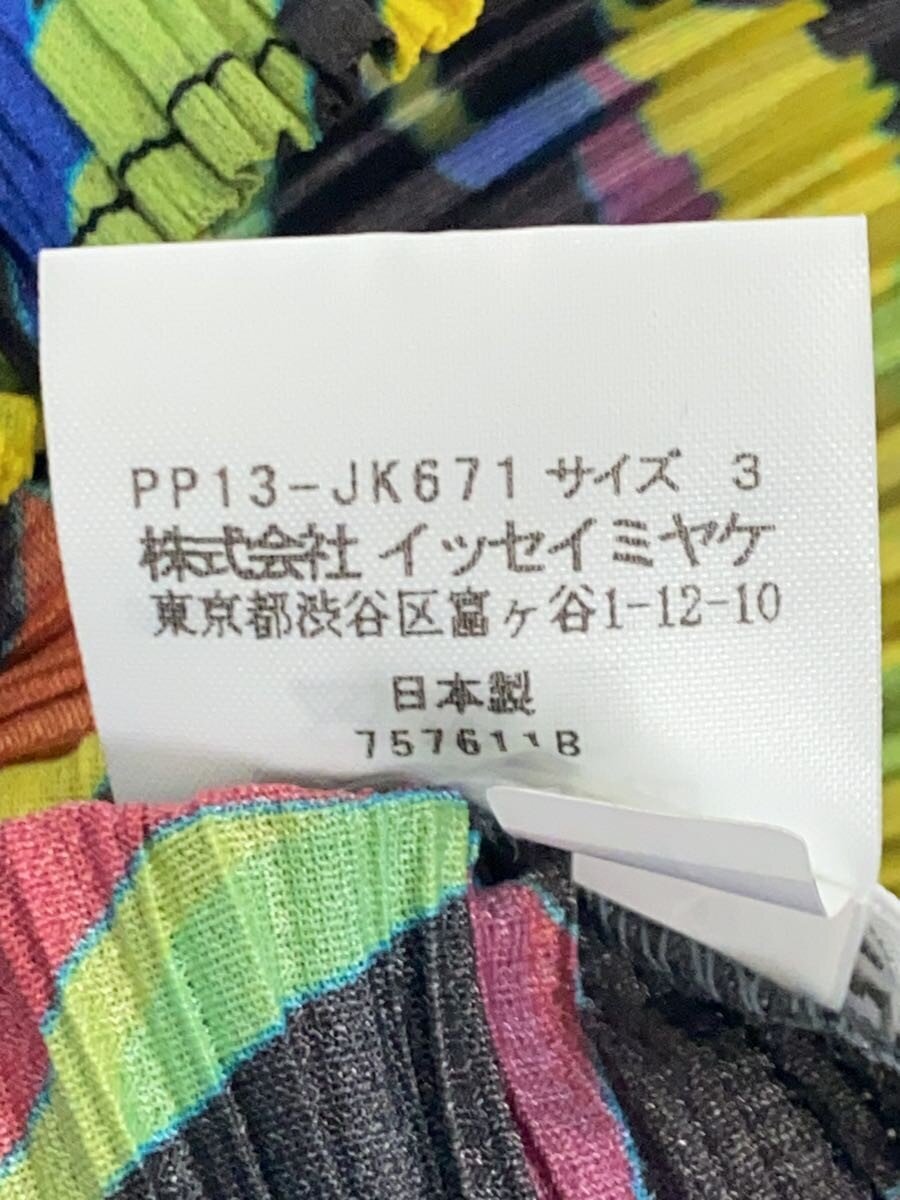 PP13-JK671 サイズ 3
株式会社 イッセイミヤケ
東京都渋谷区富ヶ谷1-12-10
日本製